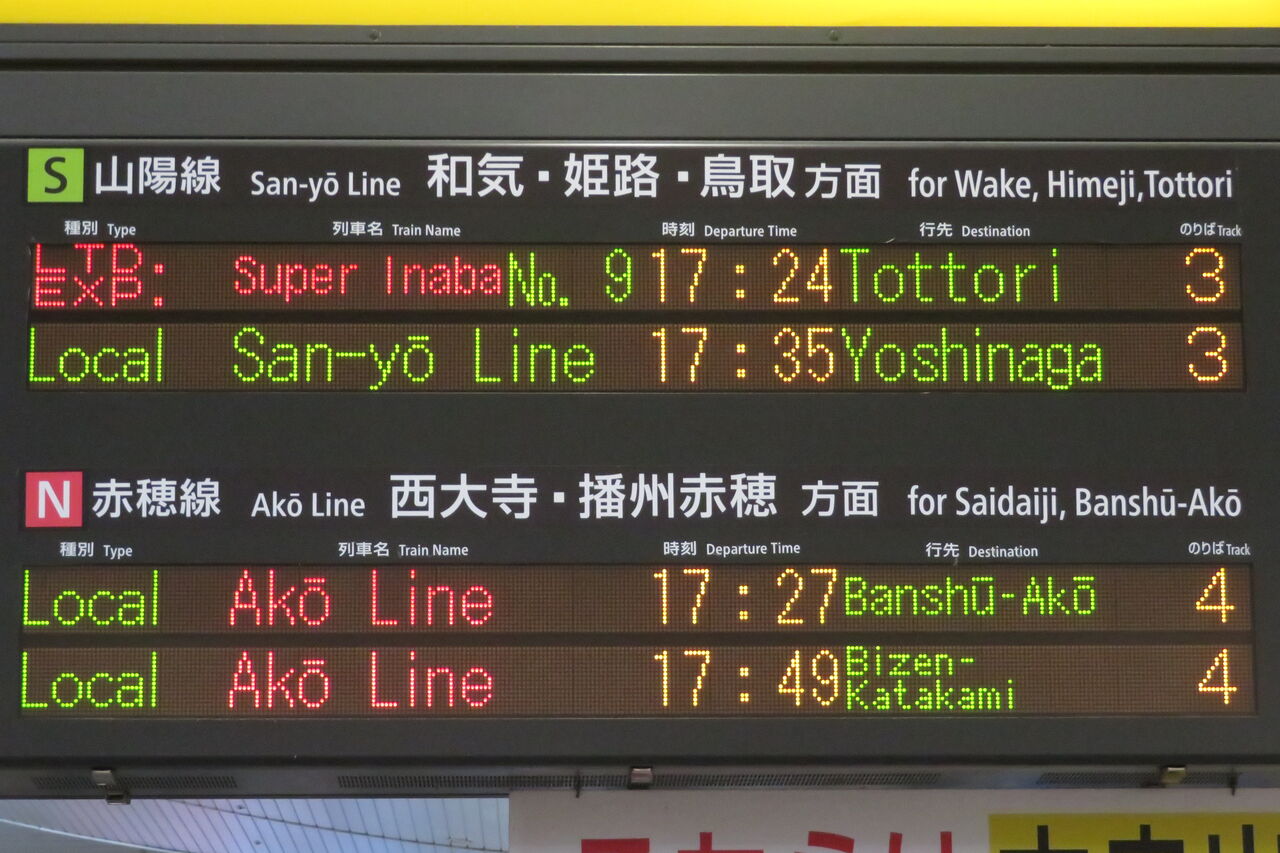 S 山陽線 San-yō Line 和気・姫路・鳥取 方面 for Wake, Himeji,Tottori
種別 Type 列車名 Train Name 時刻 Departure Time 行先 Destination のりば Track
LTD. EXP. Super Inaba No. 9 17:24 Tottori 3
Local San-yō Line 17:35 Yoshinaga 3
N 赤穂線 Akō Line 西大寺・播州赤穂 方面 for Saidaiji, Banshū-Akō
種別 Type 列車名 Train Name 時刻 Departure Time 行先 Destination のりば Track
Local Akō Line 17:27 Banshū-Akō 4
Local Akō Line 17:49 Bizen-Katakami 4